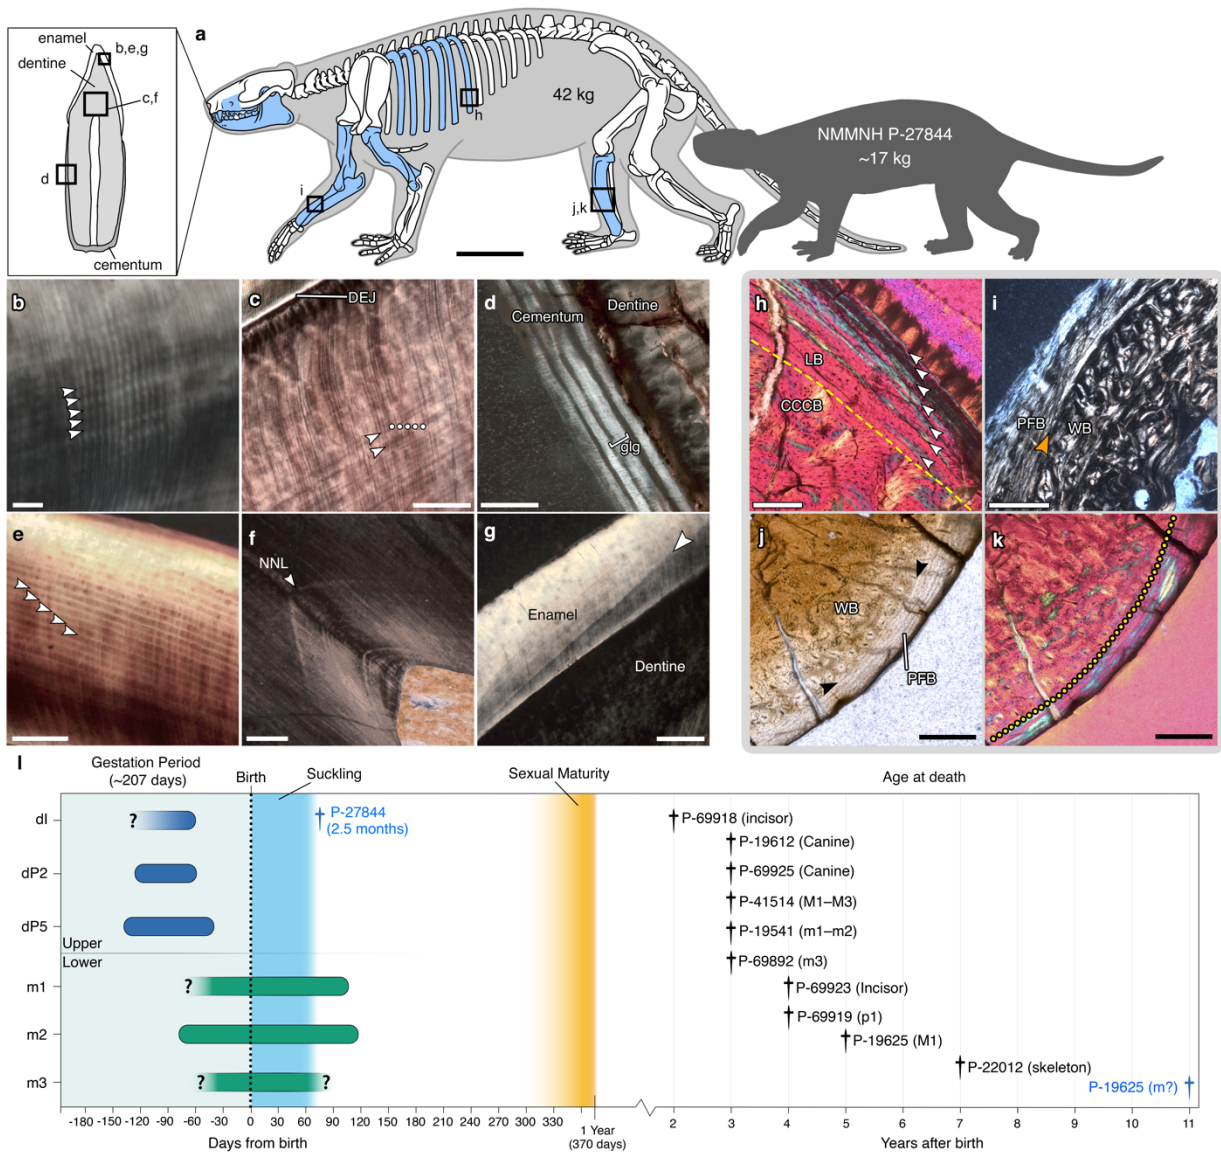 a
enamel
b,e,g
dentine
c,f
d
cementum
42 kg
h
i
j,k
NMMNH P-27844
~17 kg
b
c
DEJ
d
Cementum
Dentine
glg
e
f
NNL
g
Enamel
Dentine
h
LB
CCCB
i
PFB
WB
j
WB
PFB
k
l
Gestation Period
(~207 days)
Birth
Suckling
Sexual Maturity
Age at death
dI
?
P-27844
(2.5 months)
dP2
dP5
Upper
Lower
m1
?
m2
m3
?
?
P-69918 (incisor)
P-19612 (Canine)
P-69925 (Canine)
P-41514 (M1–M3)
P-19541 (m1–m2)
P-69892 (m3)
P-69923 (Incisor)
P-69919 (p1)
P-19625 (M1)
P-22012 (skeleton)
P-19625 (m?)
-180 -150 -120 -90 -60 -30 0 30 60 90 120 150 180 210 240 270 300 330
1 Year
(370 days)
2 3 4 5 6 7 8 9 10 11
Days from birth
Years after birth